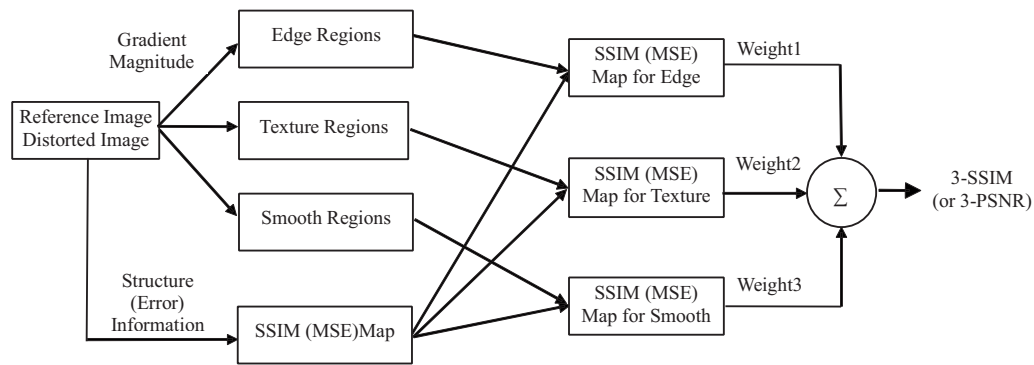 Gradient
Magnitude
Edge Regions
SSIM (MSE)
Map for Edge
Weight1
Reference Image
Distorted Image
Texture Regions
SSIM (MSE)
Map for Texture
Weight2
Σ
3-SSIM
(or 3-PSNR)
Smooth Regions
Structure
(Error)
Information
SSIM (MSE)Map
SSIM (MSE)
Map for Smooth
Weight3